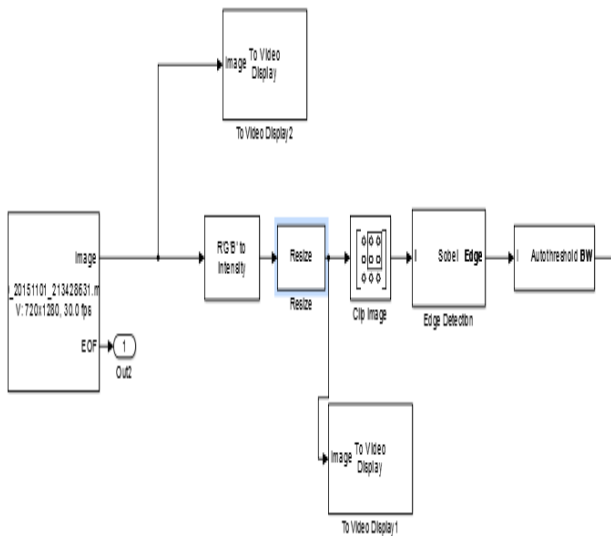 Image
To Video
Display
To Video Display2
Image
_20151101_213428631.m
V: 720x1280, 30.0 fps
EOF
1
Out2
R'G'B' to
Intensity
Resize
Resize
Clip Image
I
Sobel
Edge
Edge Detection
I
Autothreshold
BW
Image
To Video
Display
To Video Display1